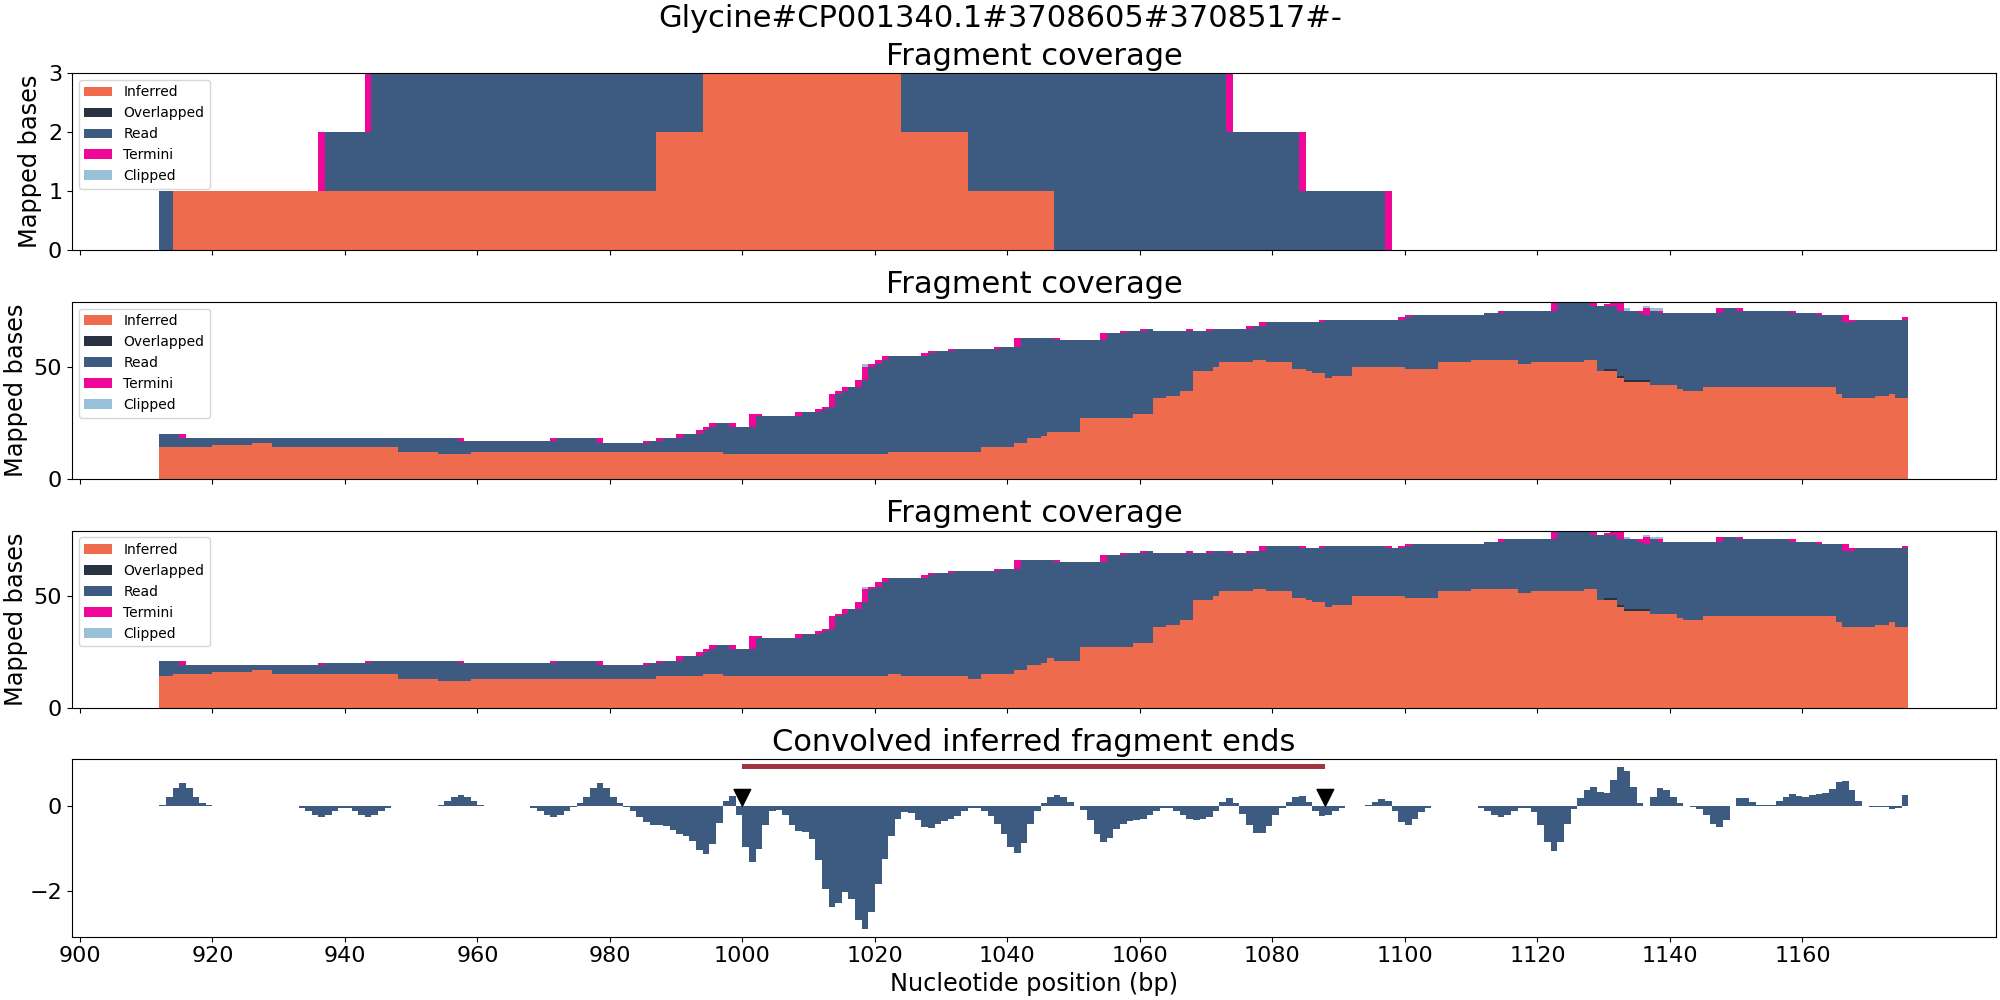 Glycine#CP001340.1#3708605#3708517#-
Fragment coverage
Mapped bases
3
2
1
0
Inferred
Overlapped
Read
Termini
Clipped
Fragment coverage
Mapped bases
50
0
Inferred
Overlapped
Read
Termini
Clipped
Fragment coverage
Mapped bases
50
0
Inferred
Overlapped
Read
Termini
Clipped
Convolved inferred fragment ends
0
−2
900 920 940 960 980 1000 1020 1040 1060 1080 1100 1120 1140 1160
Nucleotide position (bp)